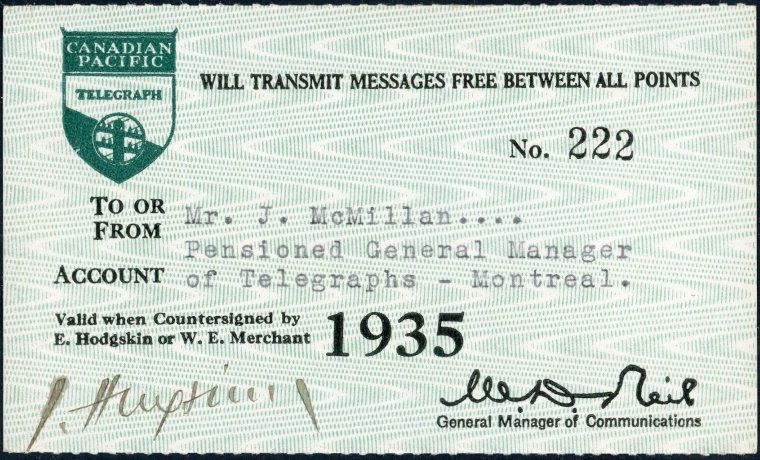 CANADIAN
PACIFIC
TELEGRAPH
WILL TRANSMIT MESSAGES FREE BETWEEN ALL POINTS
No. 222
TO OR
FROM
Mr. J. McMillan....
Pensioned General Manager
ACCOUNT of Telegraphs - Montreal.
Valid when Countersigned by
E. Hodgskin or W. E. Merchant
1935
General Manager of Communications